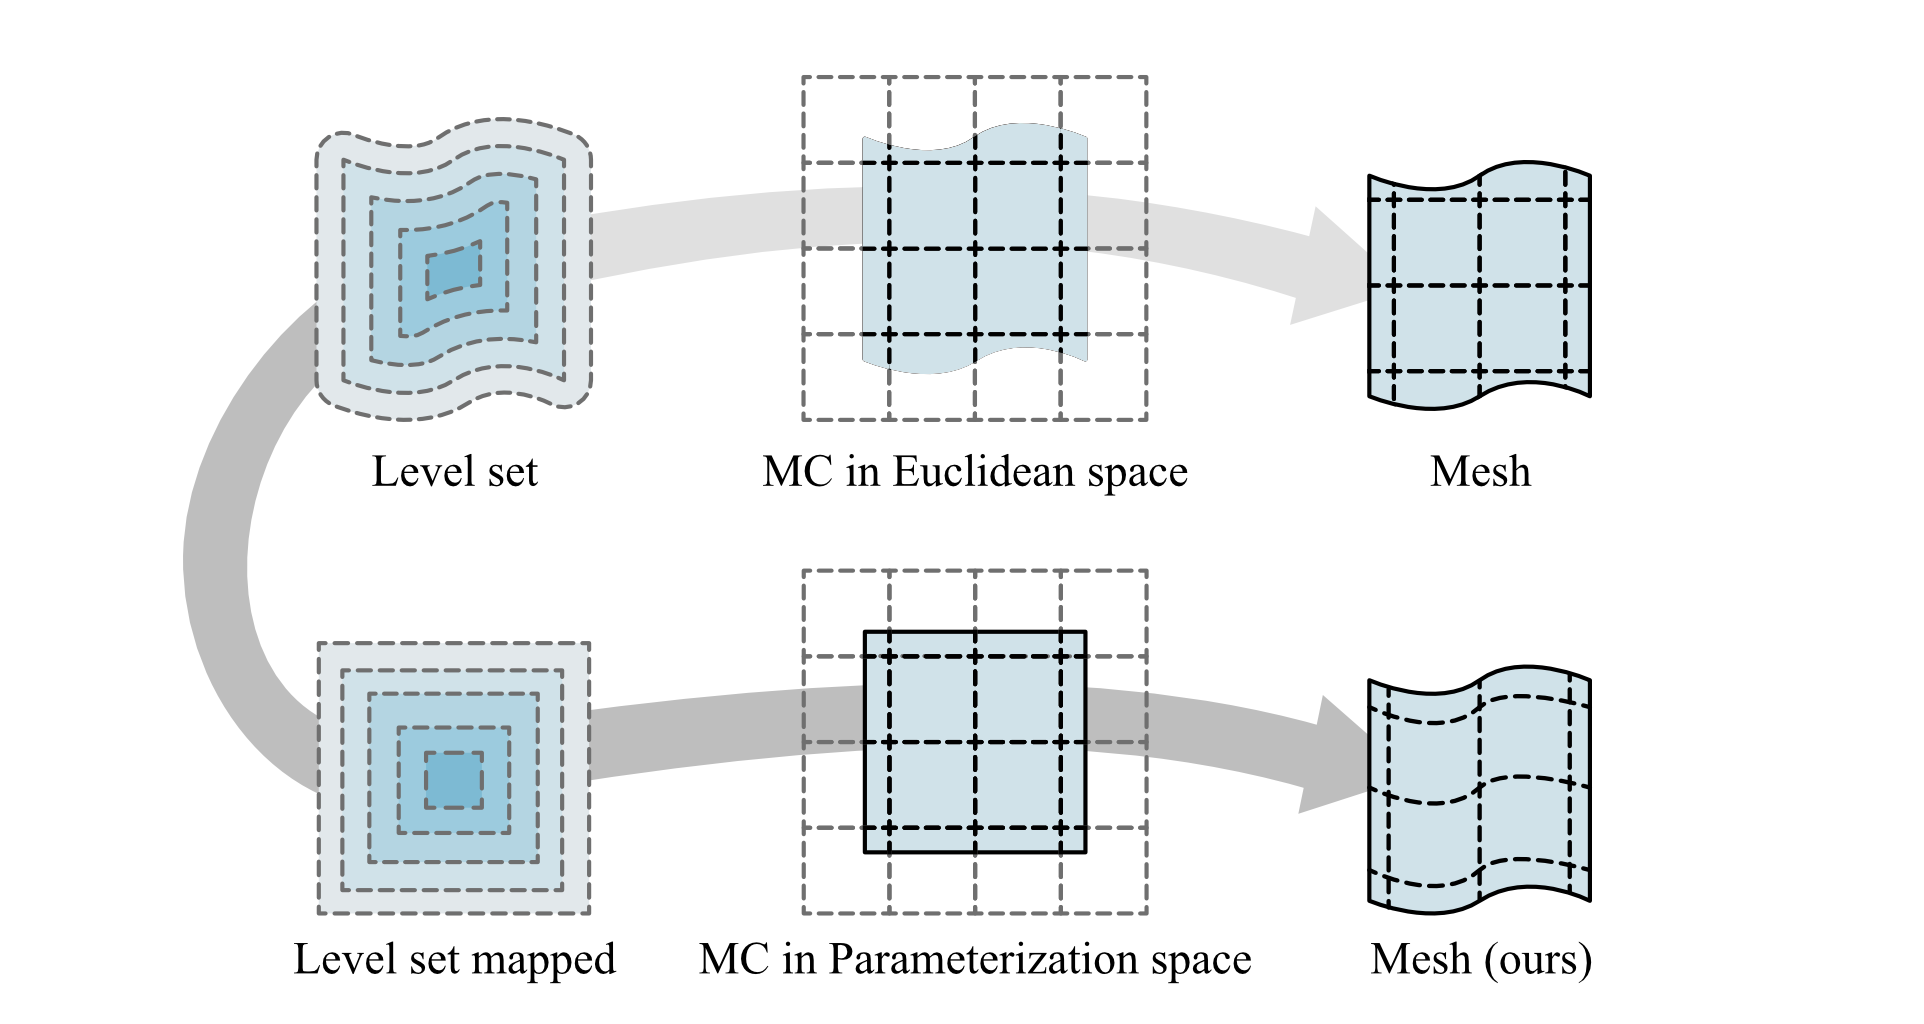 Level set
MC in Euclidean space
Mesh
Level set mapped
MC in Parameterization space
Mesh (ours)